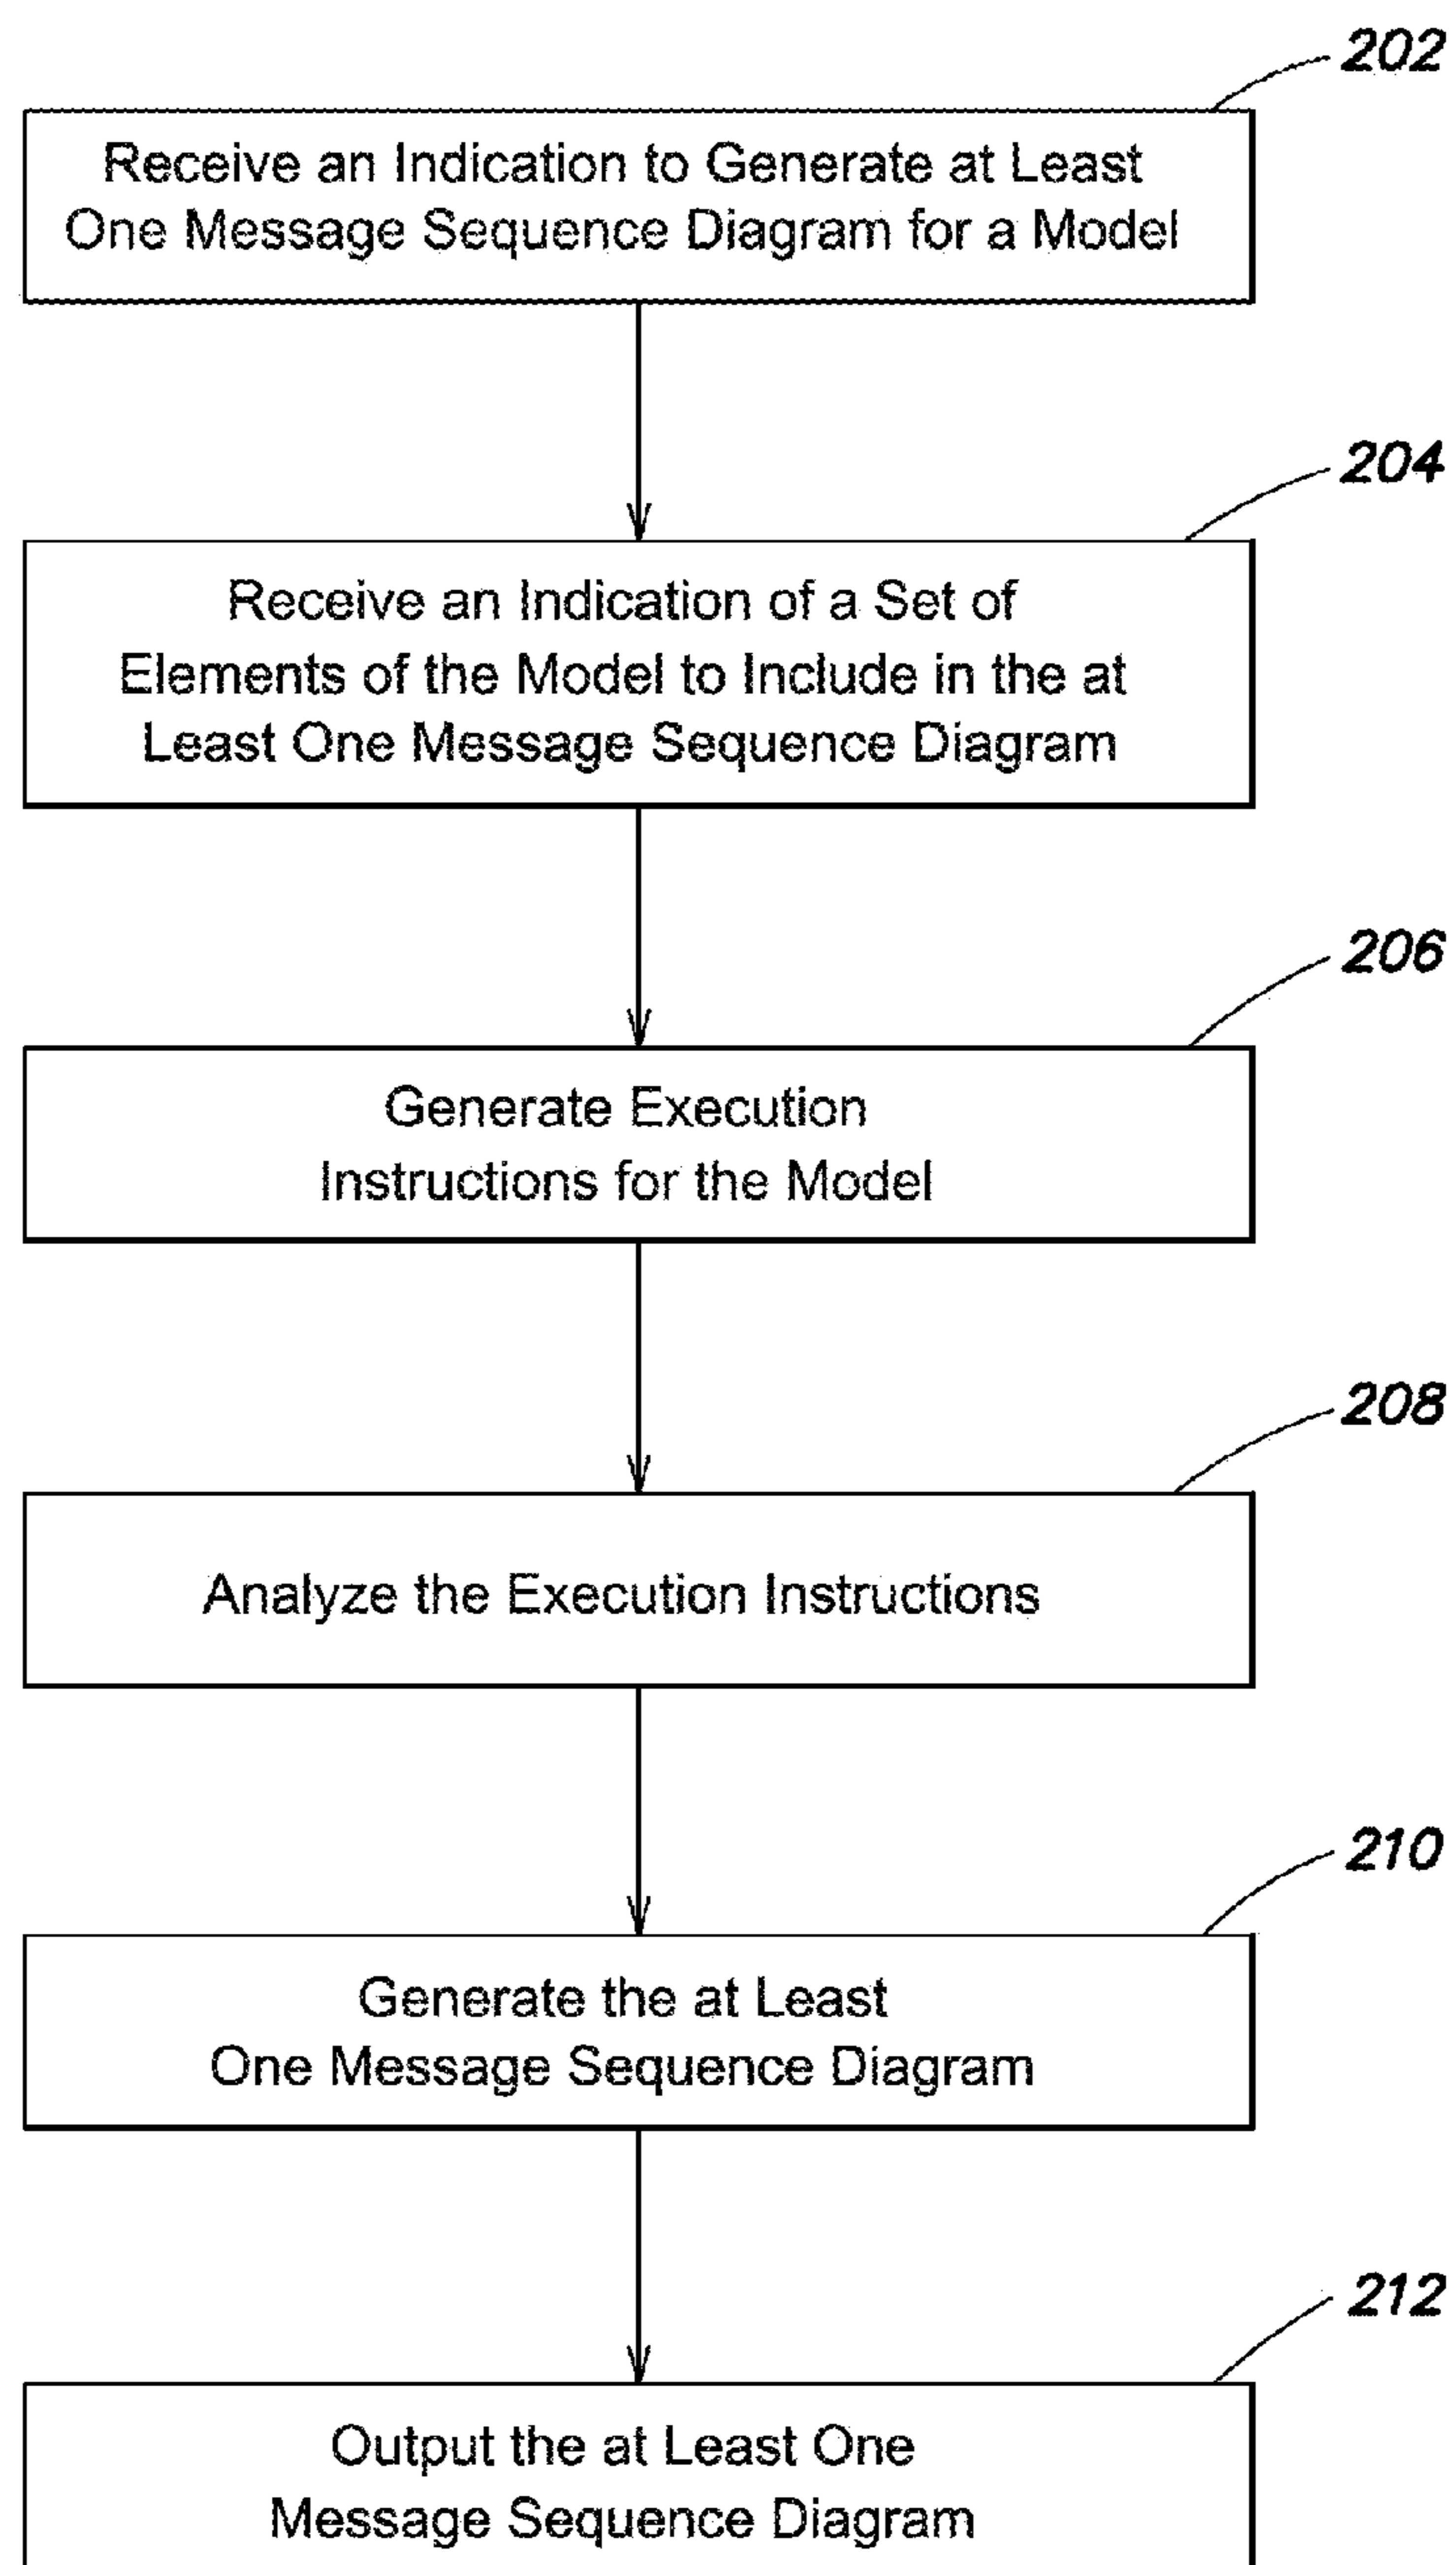 202
Receive an Indication to Generate at Least
One Message Sequence Diagram for a Model
204
Receive an Indication of a Set of
Elements of the Model to Include in the at
Least One Message Sequence Diagram
206
Generate Execution
Instructions for the Model
208
Analyze the Execution Instructions
210
Generate the at Least
One Message Sequence Diagram
212
Output the at Least One
Message Sequence Diagram